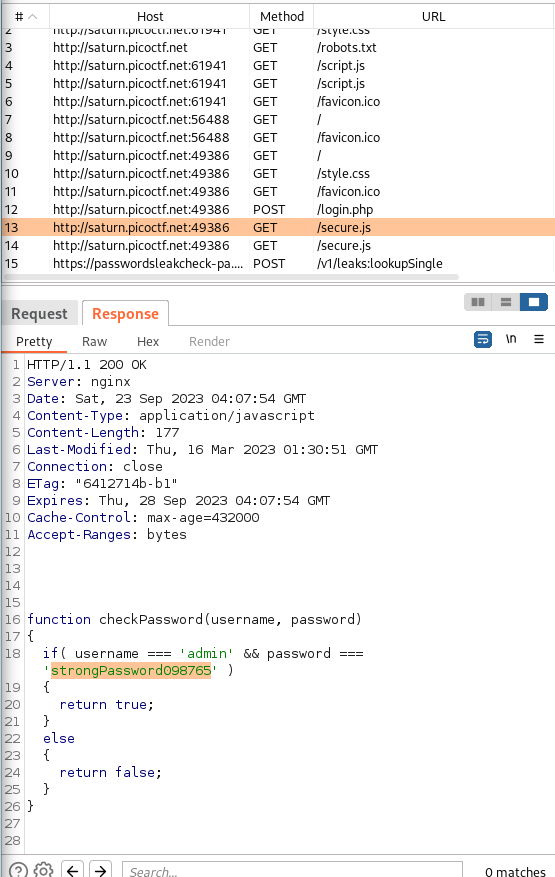 # Host Method URL
2 http://saturn.picoctf.net:61941 GET /style.css
3 http://saturn.picoctf.net GET /robots.txt
4 http://saturn.picoctf.net:61941 GET /script.js
5 http://saturn.picoctf.net:61941 GET /script.js
6 http://saturn.picoctf.net:61941 GET /favicon.ico
7 http://saturn.picoctf.net:56488 GET /
8 http://saturn.picoctf.net:56488 GET /favicon.ico
9 http://saturn.picoctf.net:49386 GET /
10 http://saturn.picoctf.net:49386 GET /style.css
11 http://saturn.picoctf.net:49386 GET /favicon.ico
12 http://saturn.picoctf.net:49386 POST /login.php
13 http://saturn.picoctf.net:49386 GET /secure.js
14 http://saturn.picoctf.net:49386 GET /secure.js
15 https://passwordsleakcheck-pa.... POST /v1/leaks:lookupSingle
Request Response
Pretty Raw Hex Render \n
1 HTTP/1.1 200 OK
2 Server: nginx
3 Date: Sat, 23 Sep 2023 04:07:54 GMT
4 Content-Type: application/javascript
5 Content-Length: 177
6 Last-Modified: Thu, 16 Mar 2023 01:30:51 GMT
7 Connection: close
8 ETag: "6412714b-b1"
9 Expires: Thu, 28 Sep 2023 04:07:54 GMT
10 Cache-Control: max-age=432000
11 Accept-Ranges: bytes
12
13
14
15
16 function checkPassword(username, password)
17 {
18 if( username === 'admin' && password ===
'strongPassword098765' )
19 {
20 return true;
21 }
22 else
23 {
24 return false;
25 }
26 }
27
28
Search... 0 matches